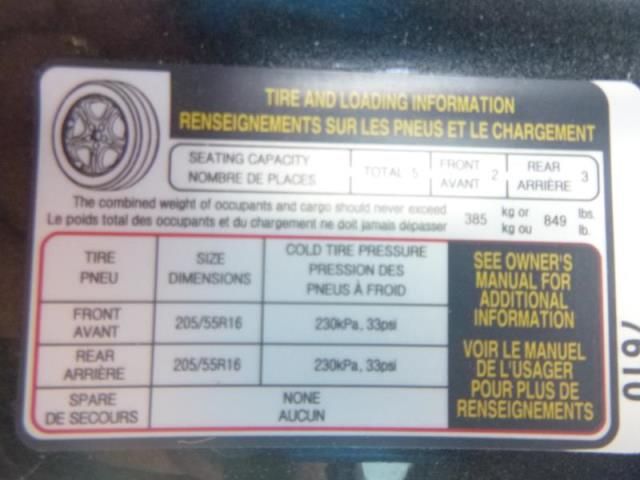 TIRE AND LOADING INFORMATION
RENSEIGNEMENTS SUR LES PNEUS ET LE CHARGEMENT
SEATING CAPACITY
NOMBRE DE PLACES
TOTAL 5
FRONT
AVANT 2
REAR
ARRIÈRE 3
The combined weight of occupants and cargo should never exceed
Le poids total des occupants et du chargement ne doit jamais dépasser
385 kg or 849 lbs.
kg ou lb.
TIRE
PNEU
SIZE
DIMENSIONS
COLD TIRE PRESSURE
PRESSION DES
PNEUS À FROID
FRONT
AVANT
205/55R16
230kPa, 33psi
REAR
ARRIÈRE
205/55R16
230kPa, 33psi
SPARE
DE SECOURS
NONE
AUCUN
SEE OWNER'S
MANUAL FOR
ADDITIONAL
INFORMATION
VOIR LE MANUEL
DE L'USAGER
POUR PLUS DE
RENSEIGNEMENTS